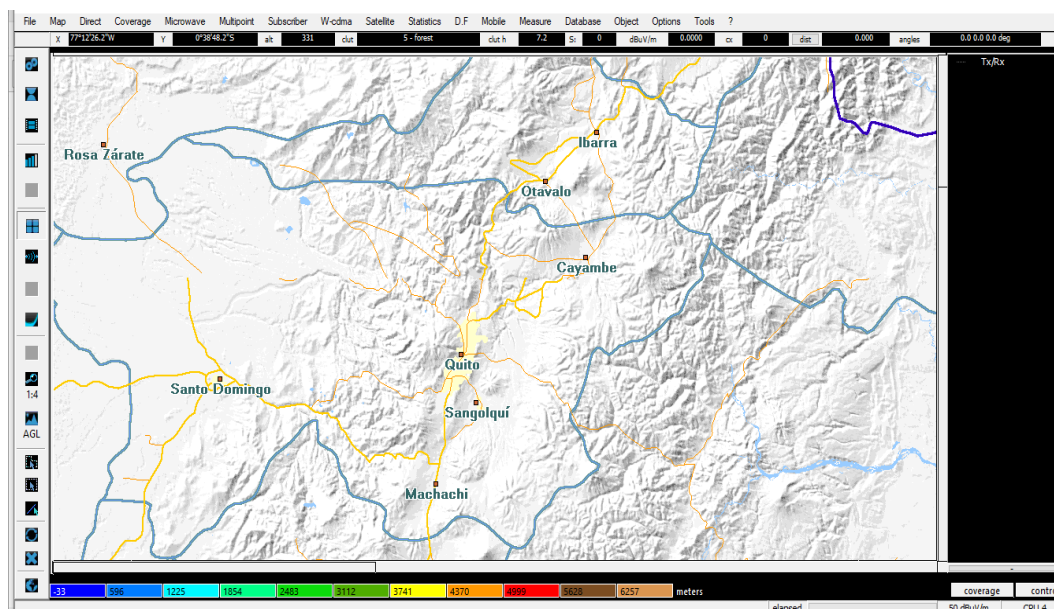 File Map Direct Coverage Microwave Multipoint Subscriber W-cdma Satellite Statistics D.F Mobile Measure Database Object Options Tools ?
X 77°12'26.2"W Y 0°38'48.2"S alt 331 clut 5 - forest clut h 7.2 S: 0 dBuV/m 0.0000 cx 0 dist 0.000 angles 0.0 0.0 0.0 deg
Tx/Rx
Ibarra
Rosa Zárate
Otavalo
Cayambe
Quito
Santo Domingo
1:4
Sangolquí
AGL
Machachi
-33 596 1225 1854 2483 3112 3741 4370 4999 5628 6257 meters
coverage contro
elapsed 50 dBuV/m CPU 4